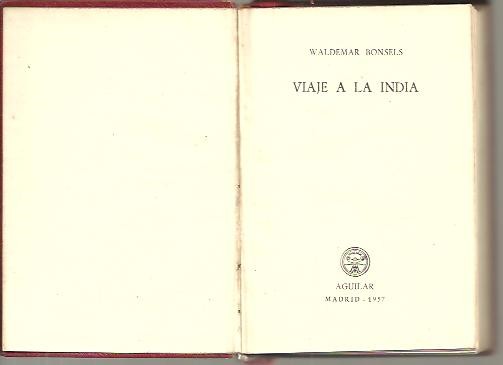 WALDEMAR BONSELS
VIAJE A LA INDIA
AGUILAR
MADRID - 1957